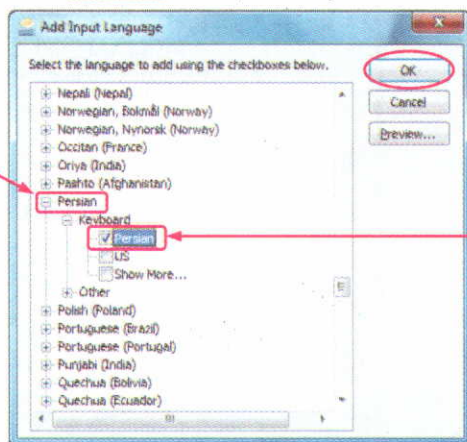 Add Input Language
Select the language to add using the checkboxes below.
OK
Cancel
Preview...
Nepali (Nepal)
Norwegian, Bokmål (Norway)
Norwegian, Nynorsk (Norway)
Occitan (France)
Oriya (India)
Pashto (Afghanistan)
Persian
Keyboard
Persian
US
Show More...
Other
Polish (Poland)
Portuguese (Brazil)
Portuguese (Portugal)
Punjabi (India)
Quechua (Bolivia)
Quechua (Ecuador)